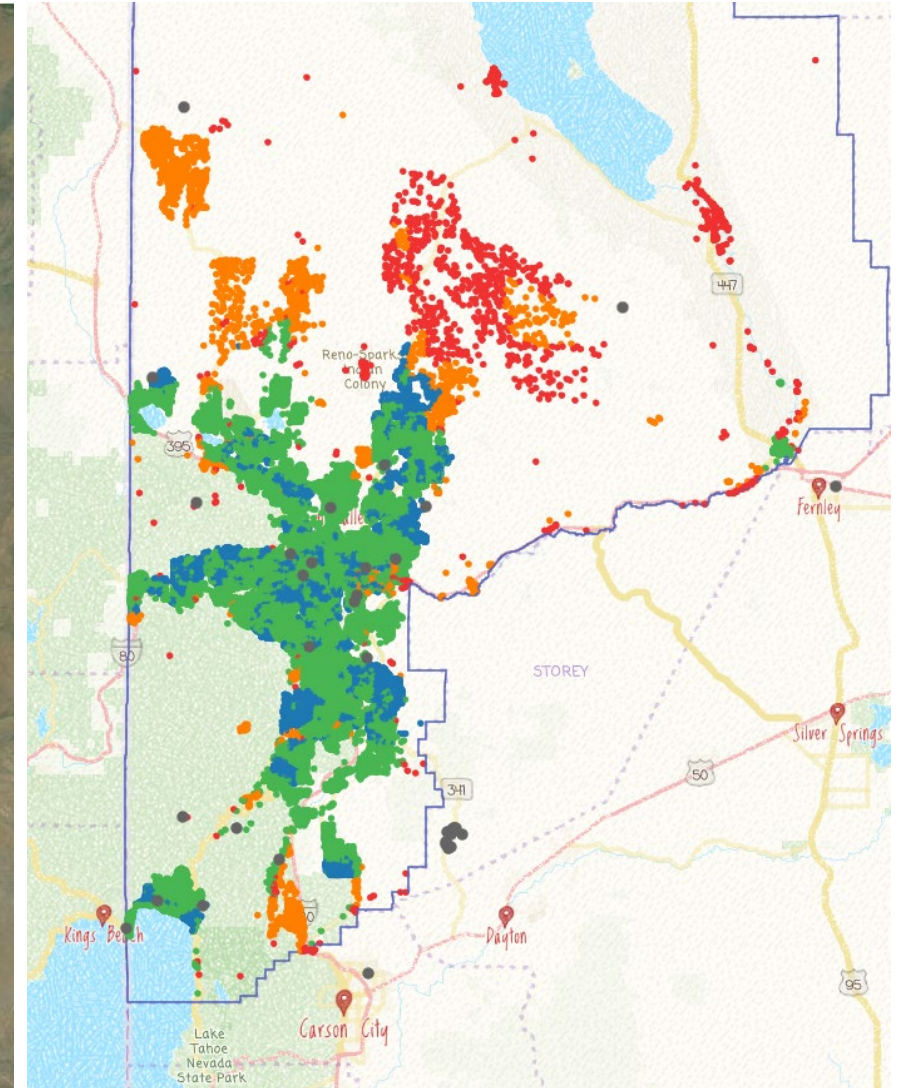 447
Reno-Sparks
Indian
Colony
395
Fernley
80
STOREY
Silver Springs
50
341
Kings Beach
Dayton
95
Carson City
Lake
Tahoe
Nevada
State Park